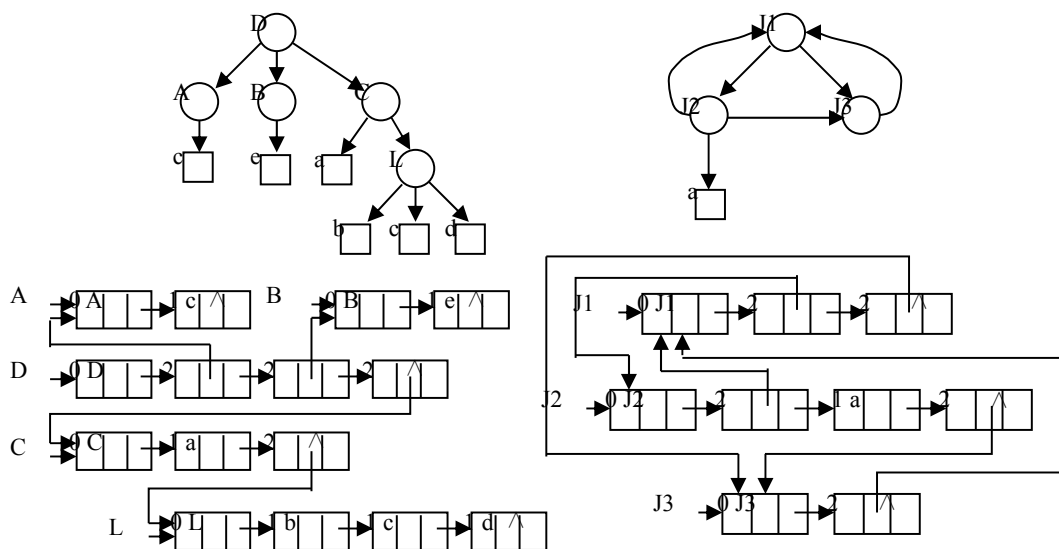 D J1
A B C J2 J3
c e a L
a
b c d
A 0 A 1 c ^ B 0 B 1 e ^
J1 0 J1 2 2 ^
D 0 D 2 2 2 ^
J2 0 J2 2 1 a 2 ^
C 0 C 1 a 2 ^
J3 0 J3 2 ^
L 0 L 1 b 1 c 1 d ^